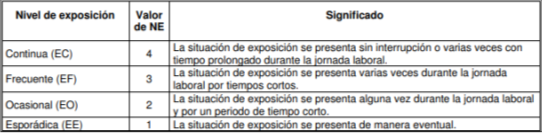 Nivel de exposición
Valor
de NE
Significado
Continua (EC)
4
La situación de exposición se presenta sin interrupción o varias veces con
tiempo prolongado durante la jornada laboral.
Frecuente (EF)
3
La situación de exposición se presenta varias veces durante la jornada
laboral por tiempos cortos.
Ocasional (EO)
2
La situación de exposición se presenta alguna vez durante la jornada laboral
y por un periodo de tiempo corto.
Esporádica (EE)
1
La situación de exposición se presenta de manera eventual.